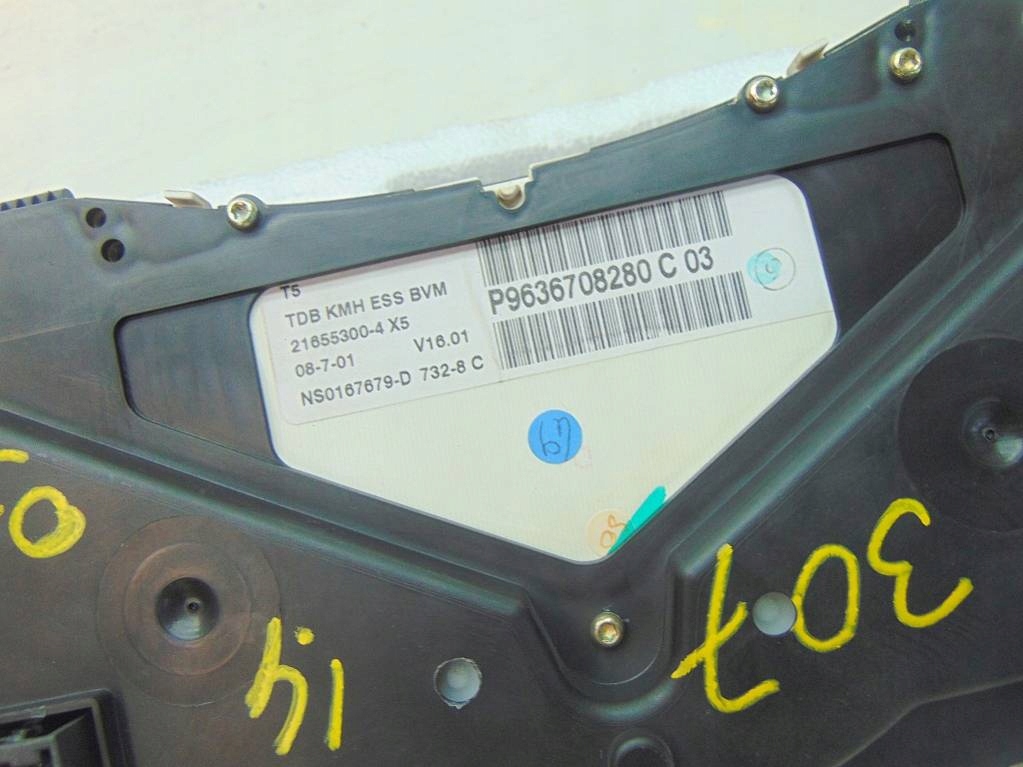 T5
TDB KMH ESS BVM
21655300-4 X5
08-7-01 V16.01
NS0167679-D 732-8 C
P9636708280 C 03
307